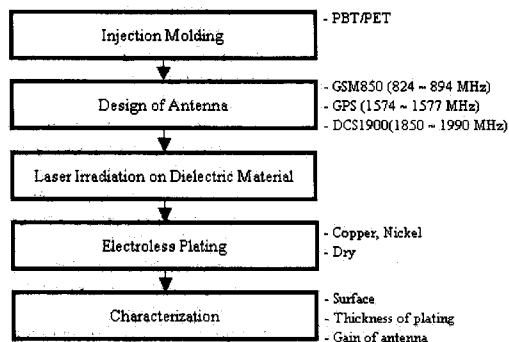 Injection Molding
- PBT/PET
Design of Antenna
- GSM850 (824 ~ 894 MHz)
- GPS (1574 ~ 1577 MHz)
- DCS1900(1850 ~ 1990 MHz)
Laser Irradiation on Dielectric Material
Electroless Plating
- Copper, Nickel
- Dry
Characterization
- Surface
- Thickness of plating
- Gain of antenna